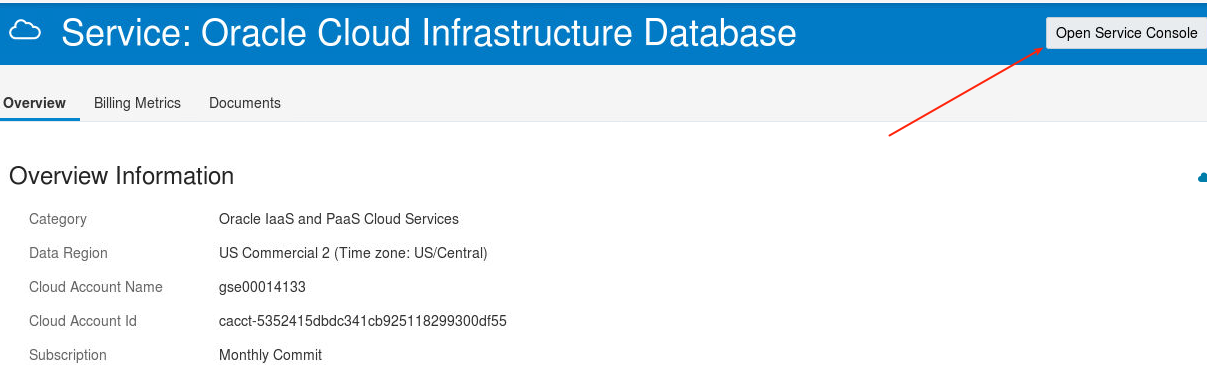 Service: Oracle Cloud Infrastructure Database
Open Service Console
Overview Billing Metrics Documents
Overview Information
Category Oracle IaaS and PaaS Cloud Services
Data Region US Commercial 2 (Time zone: US/Central)
Cloud Account Name gse00014133
Cloud Account Id cacct-5352415dbdc341cb925118299300df55
Subscription Monthly Commit